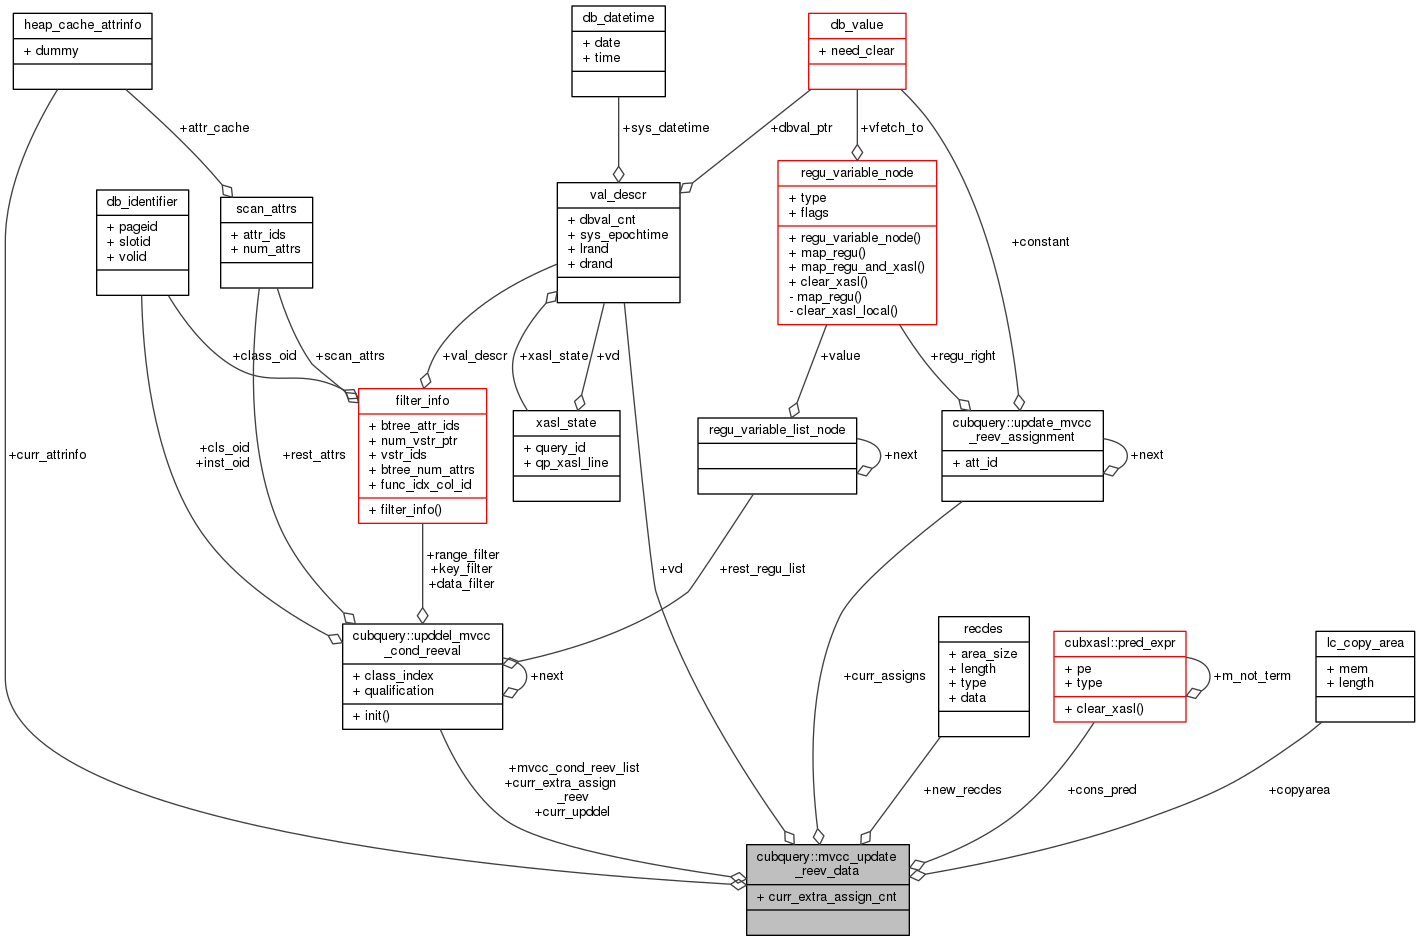 heap_cache_attrinfo
+ dummy
db_datetime
+ date
+ time
db_value
+ need_clear
+attr_cache
+sys_datetime
+dbval_ptr
+vfetch_to
db_identifier
+ pageid
+ slotid
+ volid
scan_attrs
+ attr_ids
+ num_attrs
val_descr
+ dbval_cnt
+ sys_epochtime
+ lrand
+ drand
regu_variable_node
+ type
+ flags
+ regu_variable_node()
+ map_regu()
+ map_regu_and_xasl()
+ clear_xasl()
- map_regu()
- clear_xasl_local()
+constant
+class_oid
+scan_attrs
+val_descr
+xasl_state
+vd
+value
+regu_right
filter_info
+ btree_attr_ids
+ num_vstr_ptr
+ vstr_ids
+ btree_num_attrs
+ func_idx_col_id
+ filter_info()
xasl_state
+ query_id
+ qp_xasl_line
regu_variable_list_node
+next
cubquery::update_mvcc
_reev_assignment
+ att_id
+next
+curr_attrinfo
+cls_oid
+inst_oid
+rest_attrs
+range_filter
+key_filter
+data_filter
+vd
+rest_regu_list
cubquery::upddel_mvcc
_cond_reeval
+ class_index
+ qualification
+ init()
+next
+curr_assigns
recdes
+ area_size
+ length
+ type
+ data
cubxasl::pred_expr
+ pe
+ type
+ clear_xasl()
+m_not_term
lc_copy_area
+ mem
+ length
+mvcc_cond_reev_list
+curr_extra_assign
_reev
+curr_upddel
+new_recdes
+cons_pred
+copyarea
cubquery::mvcc_update
_reev_data
+ curr_extra_assign_cnt